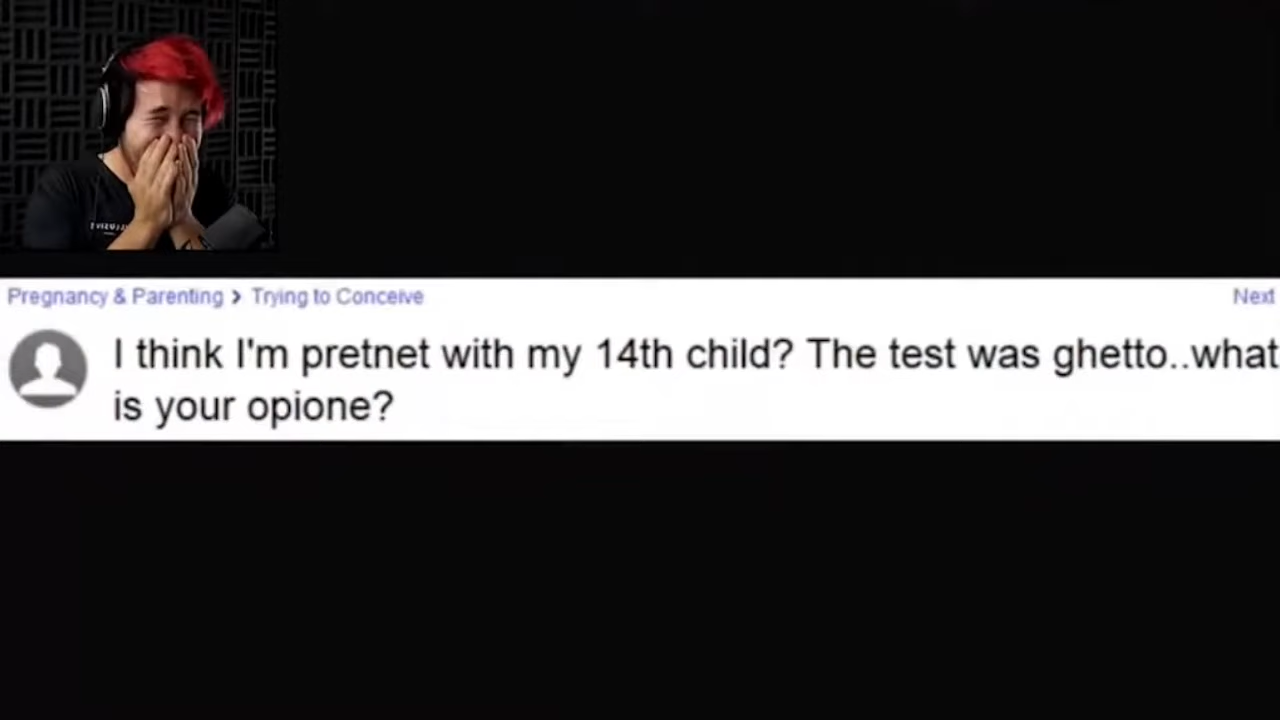 Pregnancy & Parenting > Trying to Conceive
Next
I think I'm pretnet with my 14th child? The test was ghetto..what
is your opione?